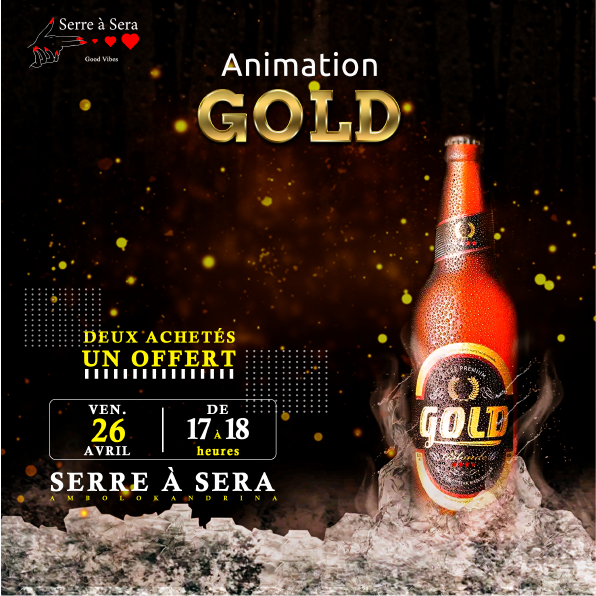 Serre à Sera
Good Vibes
Animation
GOLD
DEUX ACHETÉS
UN OFFERT
VEN.
26
AVRIL
DE
17 À 18
heures
SERRE À SERA
AMBOLOKANDRINA
PREMIUM
GOLD